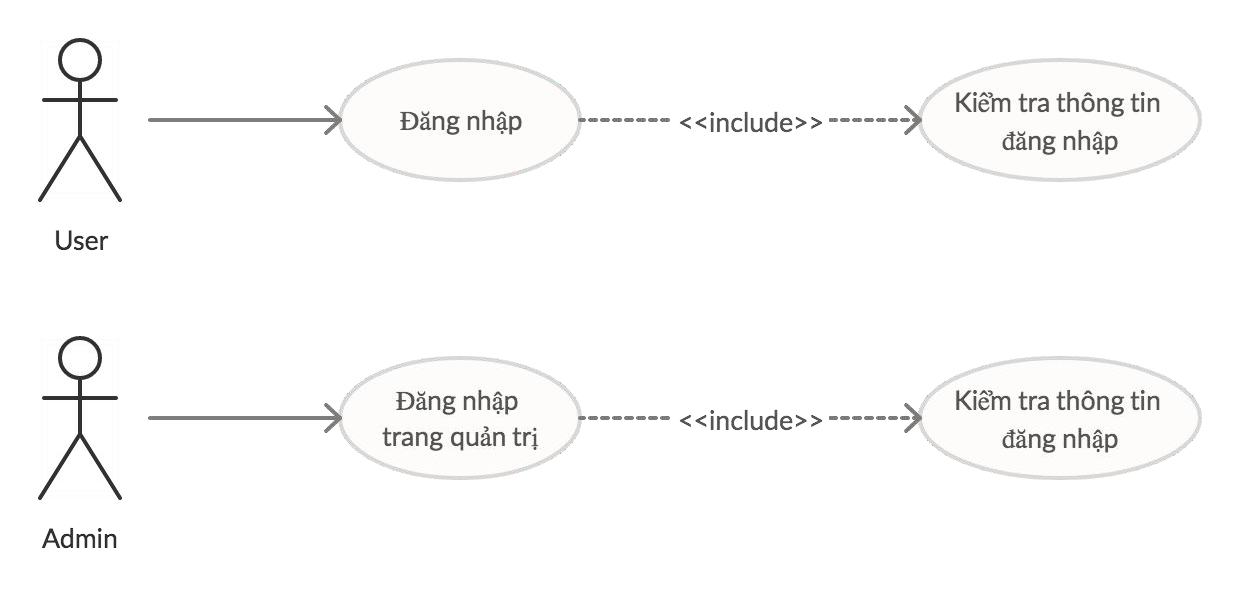 Đăng nhập
<<include>>
Kiểm tra thông tin
đăng nhập
User
Đăng nhập
trang quản trị
<<include>>
Kiểm tra thông tin
đăng nhập
Admin